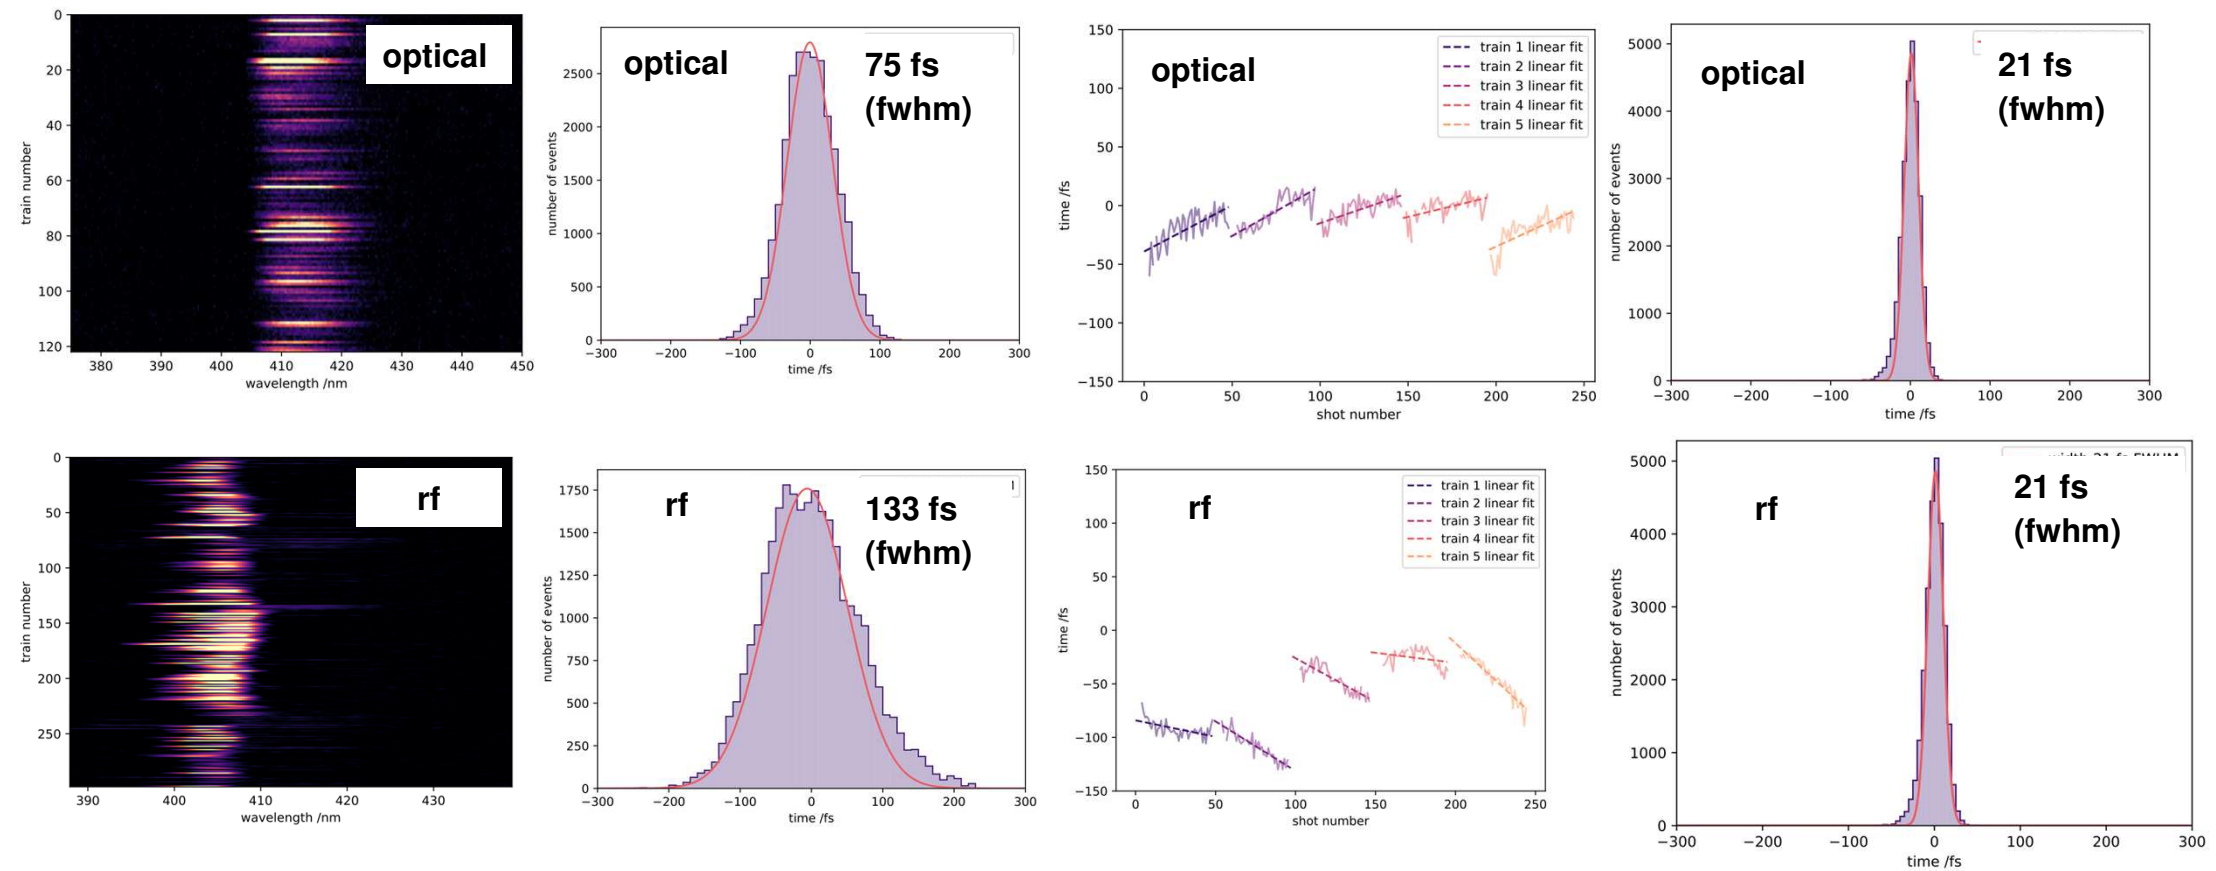 optical
0
20
40
60
80
100
120
train number
380 390 400 410 420 430 440 450
wavelength /nm
optical
75 fs
(fwhm)
2500
2000
1500
1000
500
0
number of events
−300 −200 −100 0 100 200 300
time /fs
optical
train 1 linear fit
train 2 linear fit
train 3 linear fit
train 4 linear fit
train 5 linear fit
150
100
50
0
−50
−100
−150
time /fs
0 50 100 150 200 250
shot number
optical
21 fs
(fwhm)
5000
4000
3000
2000
1000
0
number of events
−300 −200 −100 0 100 200 300
time /fs
rf
0
50
100
150
200
250
train number
390 400 410 420 430
wavelength /nm
rf
133 fs
(fwhm)
1750
1500
1250
1000
750
500
250
0
number of events
−300 −200 −100 0 100 200 300
time /fs
rf
train 1 linear fit
train 2 linear fit
train 3 linear fit
train 4 linear fit
train 5 linear fit
150
100
50
0
−50
−100
−150
time /fs
0 50 100 150 200 250
shot number
rf
21 fs
(fwhm)
5000
4000
3000
2000
1000
0
number of events
−300 −200 −100 0 100 200 300
time /fs